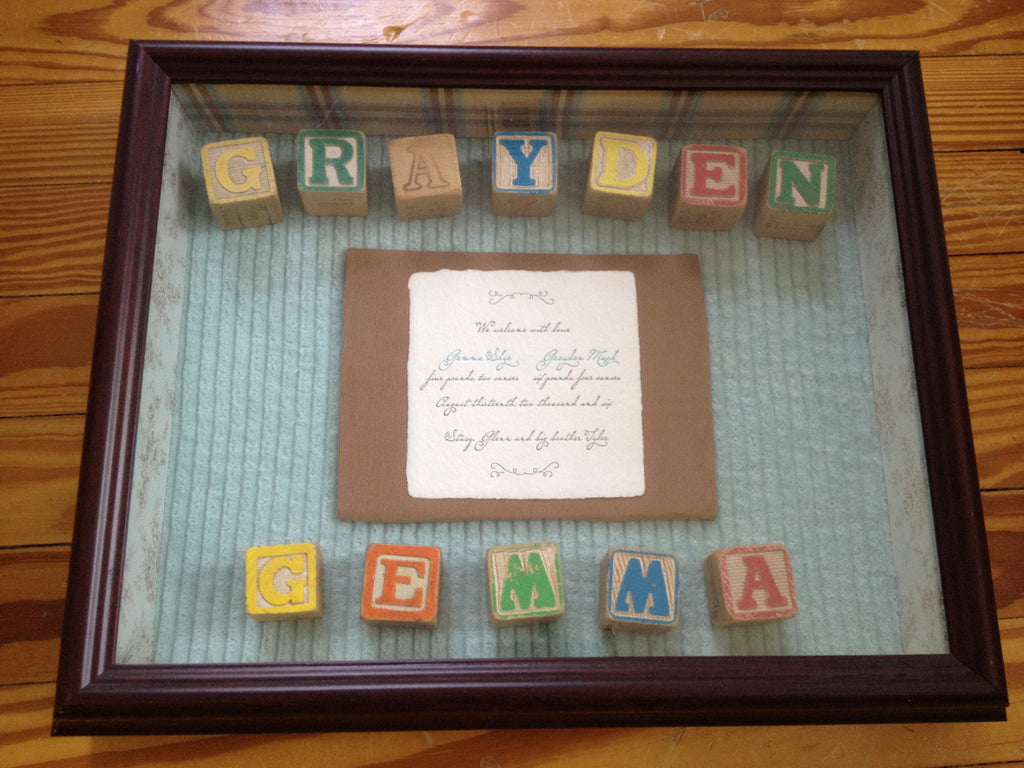 GRAYDEN
We welcome with love
Gemma Skye Grayden Mack
five pounds two ounces six pounds four ounces
August thirteenth two thousand and six
Stacy, Glenn and big brother Tyler
GEMMA